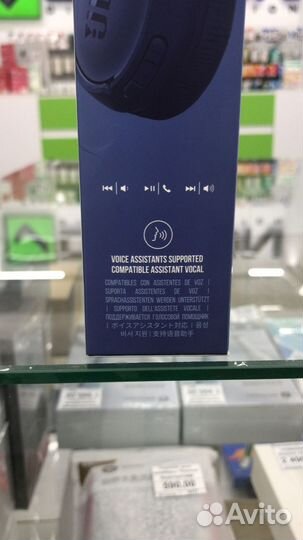 VOICE ASSISTANTS SUPPORTED
COMPATIBLE ASSISTANT VOCAL
COMPATIBLES CON ASISTENTES DE VOZ |
SUPORTA ASSISTENTES DE VOZ |
SPRACHASSISTENTEN WERDEN UNTERSTÜTZT
| SUPPORTO DELL'ASSISTETE VOCALE |
ПОДДЕРЖИВАЕТ ГОЛОСОВОЙ ПОМОЩНИК
| ボイスアシスタント対応 | 음성
비서 지원 | 支持语音助手
Avito